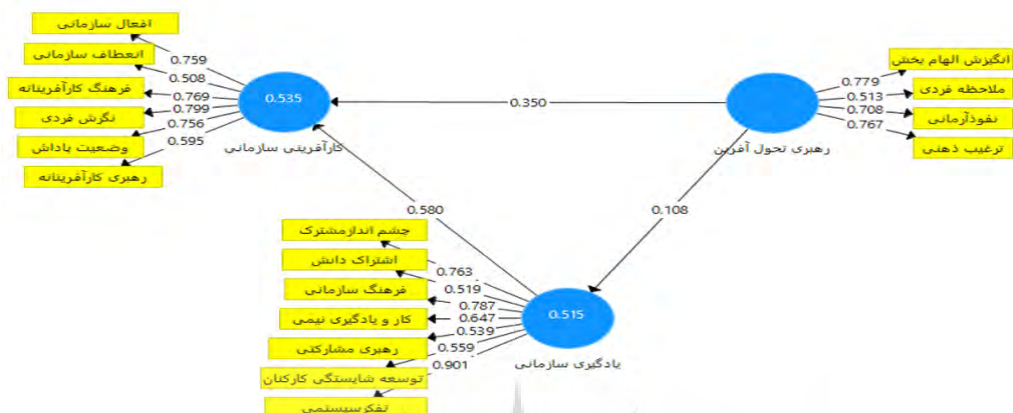 افعال سازمانی
انعطاف سازمانی
فرهنگ کارآفرینانه
نگزش فردی
وضعیت پاداش
رهبری کارآفرینانه
0.759
0.508
0.769
0.799
0.756
0.595
0.535
کارآفرینی سازمانی
0.350
انگیزش الهام بخش
ملاحظه فردی
نفوذآرمانی
ترغیب ذهنی
0.779
0.513
0.708
0.767
رهبری تحول آفرین
0.580
0.108
چشم اندازمشترک
اشتراک دانش
فرهنگ سازمانی
کار و یادگیری نیمی
رهبری مشارکتی
توسعه شایستگی کارکنان
تفکرسیستمی
0.763
0.519
0.787
0.647
0.539
0.559
0.901
0.515
یادگیری سازمانی